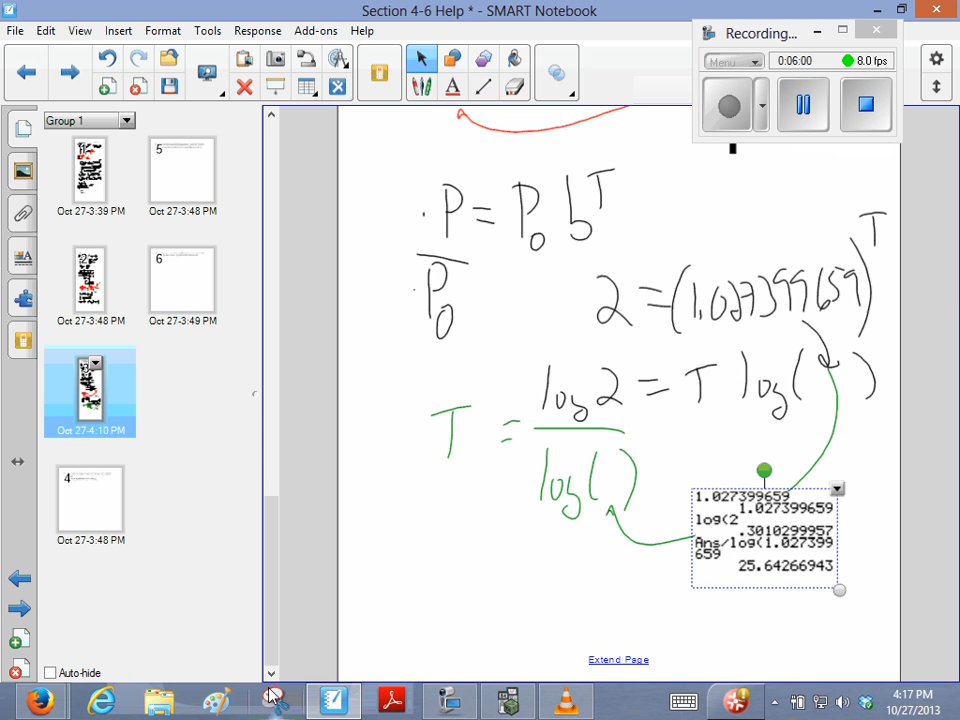 Section 4-6 Help * - SMART Notebook
File Edit View Insert Format Tools Response Add-ons Help
Recording...
Menu 0:06:00 8.0 fps
Group 1
Oct 27-3:39 PM
5
Oct 27-3:48 PM
Oct 27-3:48 PM
6
Oct 27-3:49 PM
Oct 27-4:10 PM
4
Oct 27-3:48 PM
Auto-hide
P = P0 b^T
P0
2 = (1.027399659)^T
log 2 = T log( )
T =
log( )
1.027399659
1.027399659
log(2
.3010299957
Ans/log(1.027399
659
25.64266943
Extend Page
4:17 PM
10/27/2013